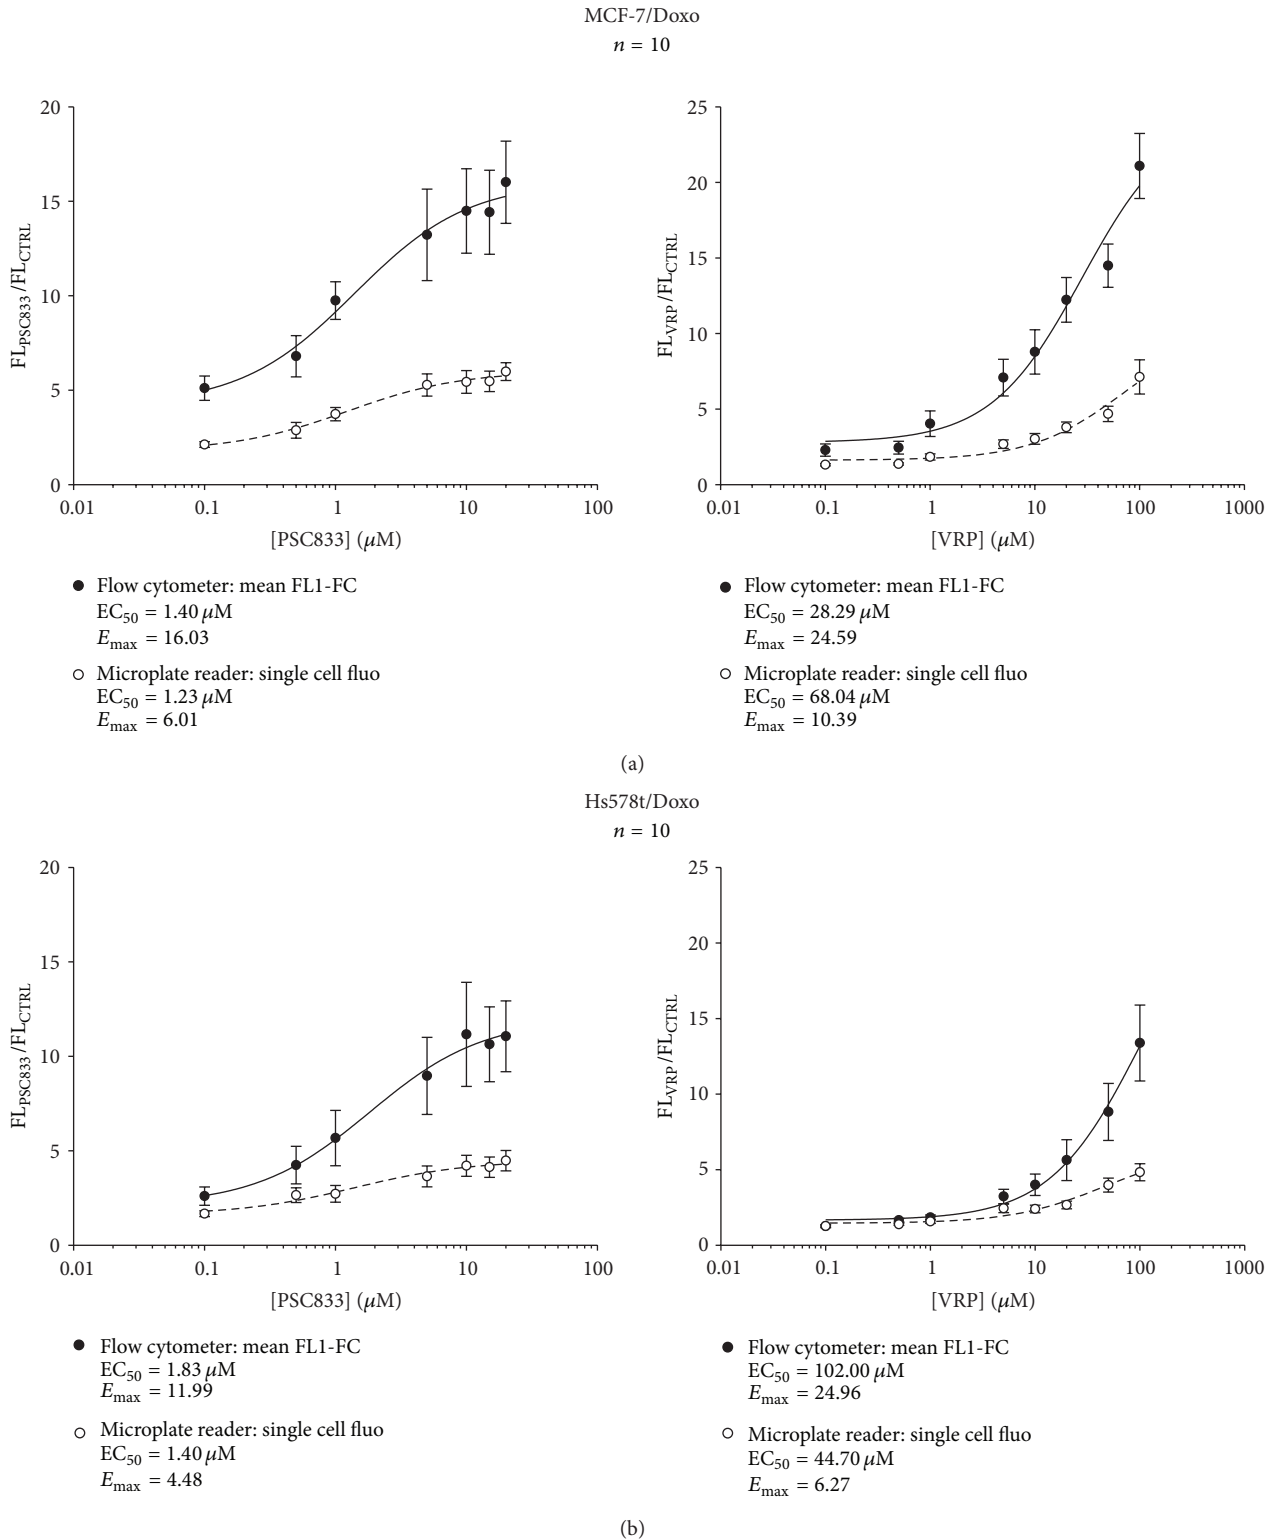 MCF-7/Doxo
n = 10
20
15
10
5
0
FL_PSC833/FL_CTRL
0.01 0.1 1 10 100
[PSC833] (μM)
Flow cytometer: mean FL1-FC
EC50 = 1.40 μM
Emax = 16.03
Microplate reader: single cell fluo
EC50 = 1.23 μM
Emax = 6.01
25
20
15
10
5
0
FL_VRP/FL_CTRL
0.01 0.1 1 10 100 1000
[VRP] (μM)
Flow cytometer: mean FL1-FC
EC50 = 28.29 μM
Emax = 24.59
Microplate reader: single cell fluo
EC50 = 68.04 μM
Emax = 10.39
(a)
Hs578t/Doxo
n = 10
20
15
10
5
0
FL_PSC833/FL_CTRL
0.01 0.1 1 10 100
[PSC833] (μM)
Flow cytometer: mean FL1-FC
EC50 = 1.83 μM
Emax = 11.99
Microplate reader: single cell fluo
EC50 = 1.40 μM
Emax = 4.48
25
20
15
10
5
0
FL_VRP/FL_CTRL
0.01 0.1 1 10 100 1000
[VRP] (μM)
Flow cytometer: mean FL1-FC
EC50 = 102.00 μM
Emax = 24.96
Microplate reader: single cell fluo
EC50 = 44.70 μM
Emax = 6.27
(b)